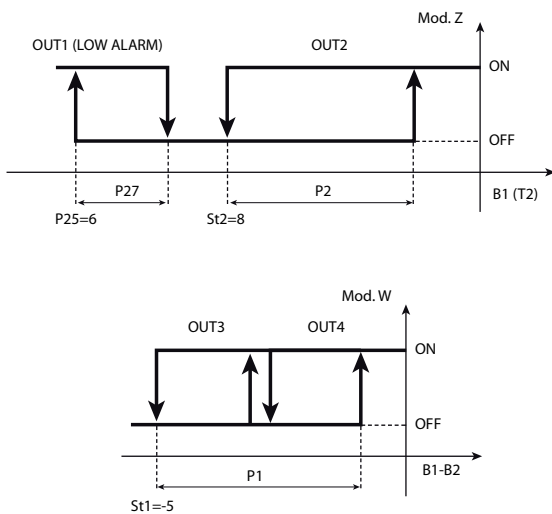 Mod. Z
OUT1 (LOW ALARM)
OUT2
ON
OFF
P27
P2
B1 (T2)
P25=6
St2=8
Mod. W
OUT3
OUT4
ON
OFF
P1
B1-B2
St1=-5